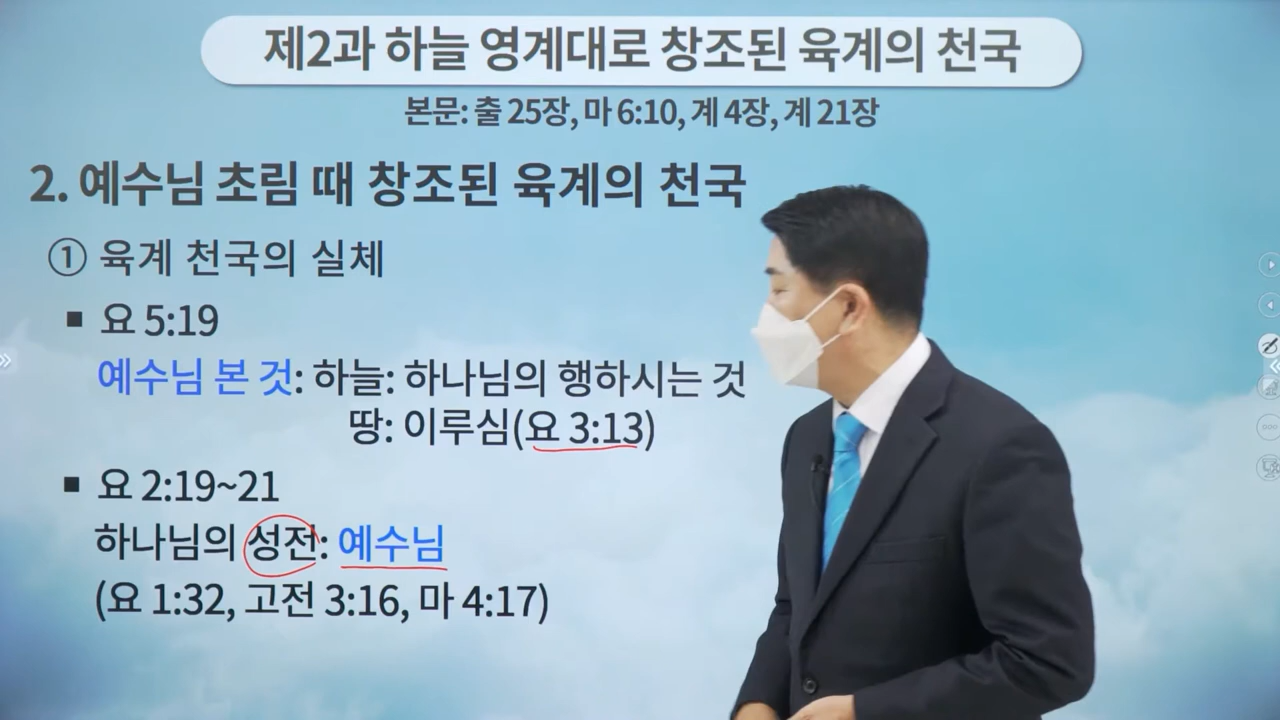 제2과 하늘 영계대로 창조된 육계의 천국
본문: 출 25장, 마 6:10, 계 4장, 계 21장
2. 예수님 초림 때 창조된 육계의 천국
① 육계 천국의 실체
■ 요 5:19
예수님 본 것: 하늘: 하나님의 행하시는 것
땅: 이루심(요 3:13)
■ 요 2:19~21
하나님의 성전: 예수님
(요 1:32, 고전 3:16, 마 4:17)